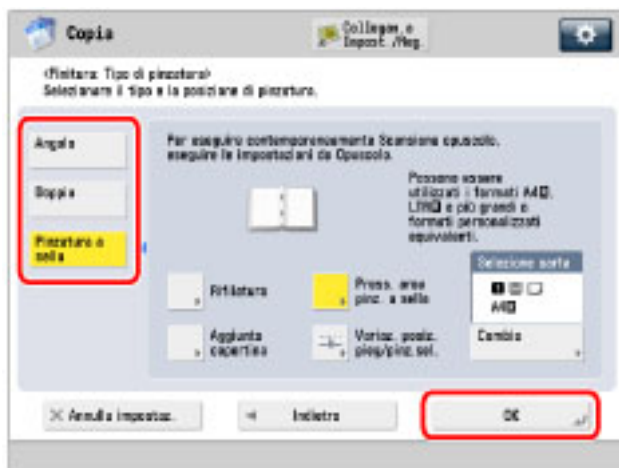 Copia
Collegam. e
Impost. /Reg.
<Finitura: Tipo di pinzatura>
Selezionare il tipo e la posizione di pinzatura.
Angolo
Doppia
Pinzatura a
sella
Per eseguire contemporaneamente Scansione opuscolo,
eseguire le impostazioni da Opuscolo.
Possono essere
utilizzati i formati A4
e più grandi o
formati personalizzati
equivalenti.
Rifilatura
Press. area
pinz. a sella
Aggiunta
copertina
Variaz. posiz.
pieg/pinz.sel.
Selezione carta
1
A4
Cambia
Annulla impostaz.
Indietro
OK